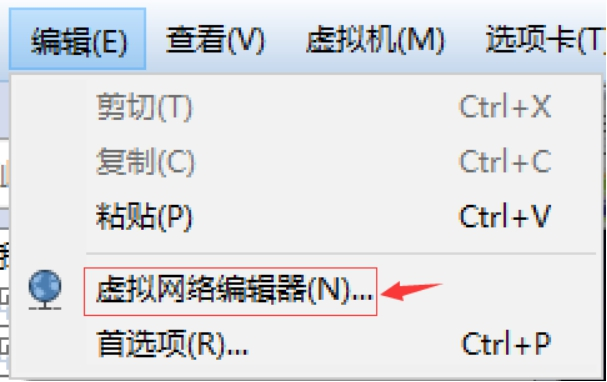 编辑(E) 查看(V) 虚拟机(M) 选项卡(T
剪切(T) Ctrl+X
复制(C) Ctrl+C
粘贴(P) Ctrl+V
虚拟网络编辑器(N)...
首选项(R)... Ctrl+P